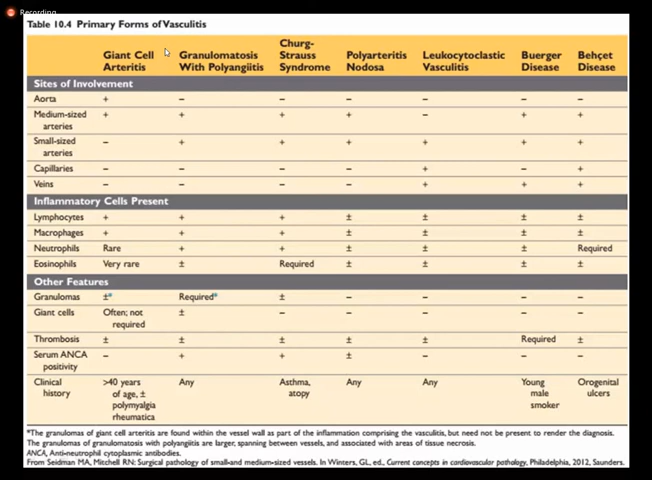 Recording
Table 10.4 Primary Forms of Vasculitis
Giant Cell Arteritis | Granulomatosis With Polyangiitis | Churg-Strauss Syndrome | Polyarteritis Nodosa | Leukocytoclastic Vasculitis | Buerger Disease | Behçet Disease
Sites of Involvement
Aorta + – – – – – –
Medium-sized arteries + + + + – + +
Small-sized arteries – + + + + + +
Capillaries – – – – + – +
Veins – – – – + + +
Inflammatory Cells Present
Lymphocytes + + + ± ± ± ±
Macrophages + + + ± ± ± ±
Neutrophils Rare + + ± ± ± Required
Eosinophils Very rare ± Required ± ± ± ±
Other Features
Granulomas ±* Required* ± – – – –
Giant cells Often; not required ± – – – – –
Thrombosis ± ± ± ± ± Required ±
Serum ANCA positivity – + + ± – – –
Clinical history >40 years of age, ± polymyalgia rheumatica | Any | Asthma, atopy | Any | Any | Young male smoker | Orogenital ulcers
*The granulomas of giant cell arteritis are found within the vessel wall as part of the inflammation comprising the vasculitis, but need not be present to render the diagnosis.
The granulomas of granulomatosis with polyangiitis are larger, spanning between vessels, and associated with areas of tissue necrosis.
ANCA, Anti-neutrophil cytoplasmic antibodies.
From Seidman MA, Mitchell RN: Surgical pathology of small-and medium-sized vessels. In Winters, GL, ed., Current concepts in cardiovascular pathology, Philadelphia, 2012, Saunders.